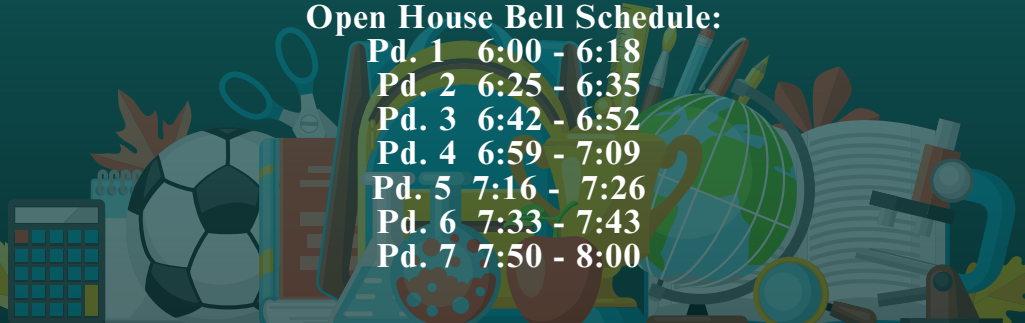 Open House Bell Schedule:
Pd. 1 6:00 - 6:18
Pd. 2 6:25 - 6:35
Pd. 3 6:42 - 6:52
Pd. 4 6:59 - 7:09
Pd. 5 7:16 - 7:26
Pd. 6 7:33 - 7:43
Pd. 7 7:50 - 8:00